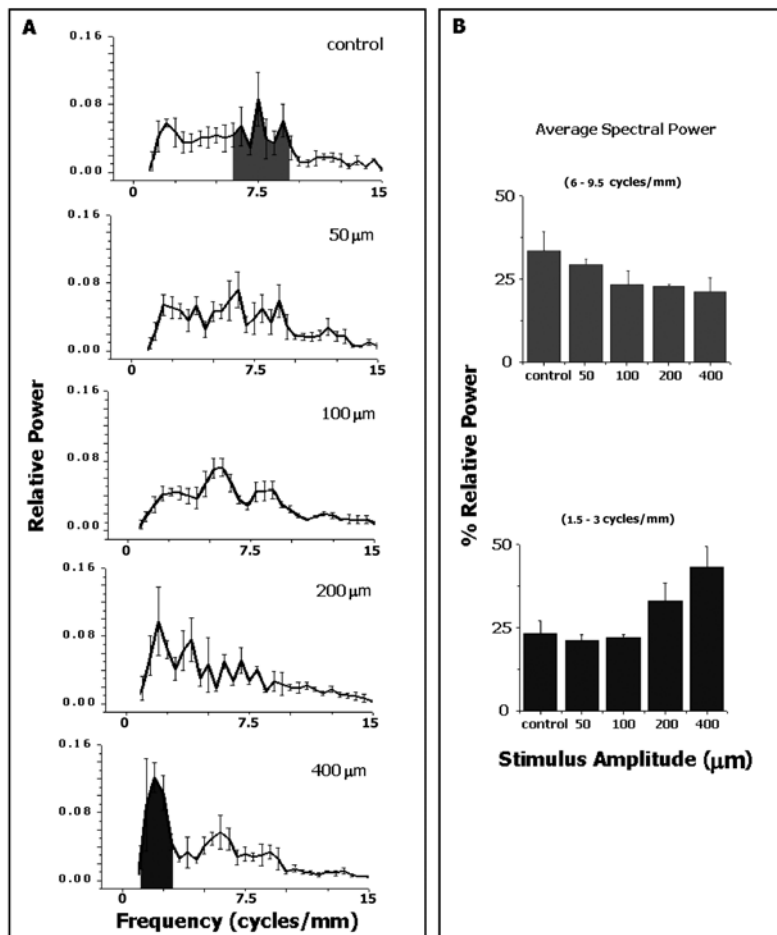 A
control
0.16
0.08
0.00
0
7.5
15
50 µm
0.16
0.08
0.00
0
7.5
15
100 µm
0.16
0.08
0.00
0
7.5
15
200 µm
0.16
0.08
0.00
0
7.5
15
400 µm
0.16
0.08
0.00
0
7.5
15
Relative Power
Frequency (cycles/mm)
B
Average Spectral Power
(6 - 9.5 cycles/mm)
50
25
0
control 50 100 200 400
% Relative Power
(1.5 - 3 cycles/mm)
50
25
0
control 50 100 200 400
Stimulus Amplitude (µm)